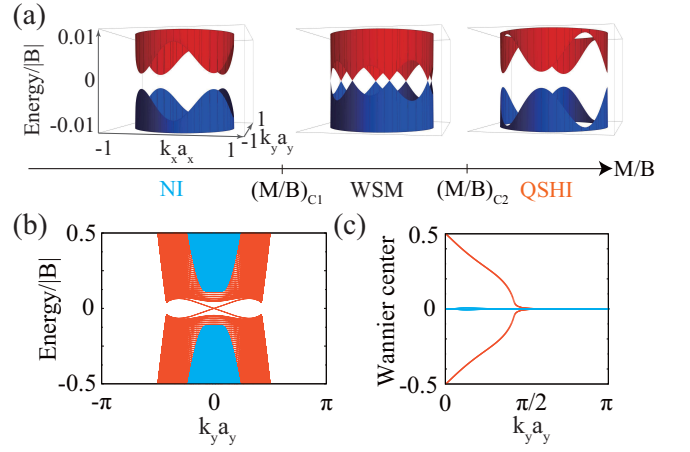 (a)
0.01
0
-0.01
Energy/|B|
-1
k_x a_x
1
-1
k_y a_y
1
M/B
NI
(M/B)_C1
WSM
(M/B)_C2
QSHI
(b)
0.5
0
-0.5
Energy/|B|
-π
0
π
k_y a_y
(c)
0.5
0
-0.5
Wannier center
0
π/2
π
k_y a_y